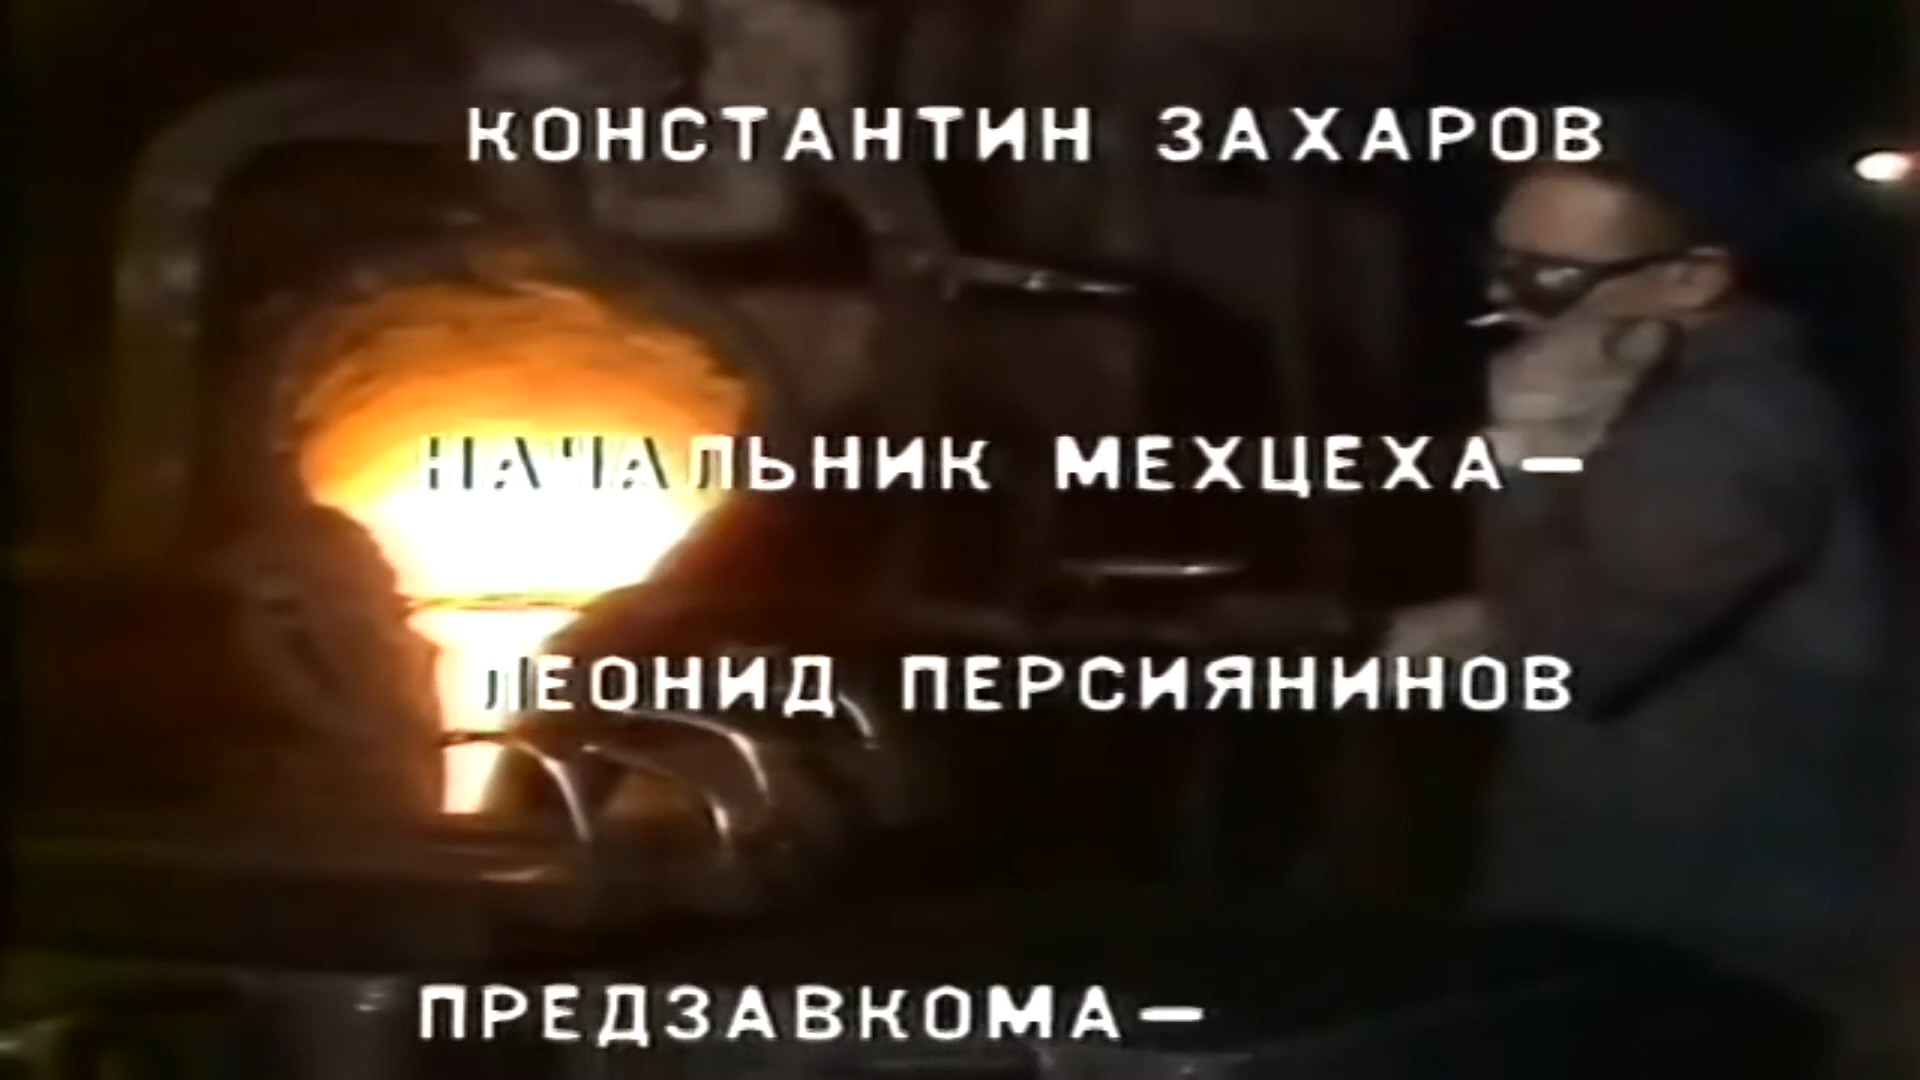 КОНСТАНТИН ЗАХАРОВ
НАЧАЛЬНИК МЕХЦЕХА—
ЛЕОНИД ПЕРСИЯНИНОВ
ПРЕДЗАВКОМА—